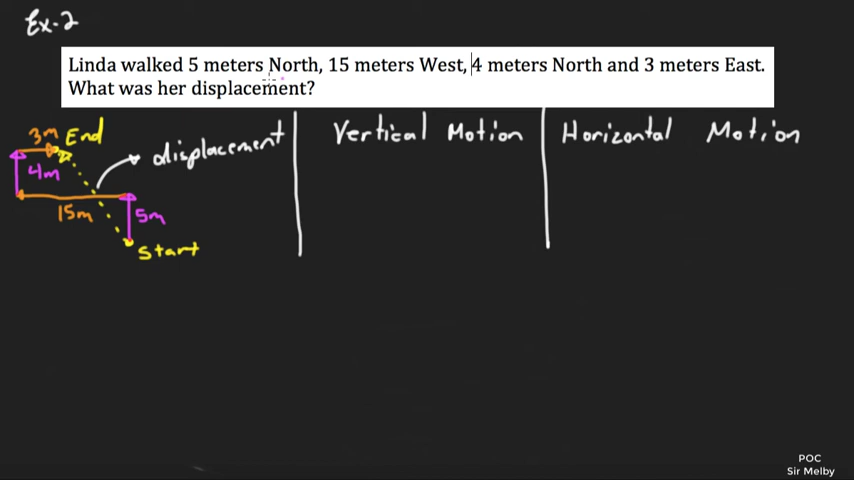 Ex-2
Linda walked 5 meters North, 15 meters West, 4 meters North and 3 meters East.
What was her displacement?
3m End
displacement
Vertical Motion
Horizontal Motion
4m
15m
5m
Start
POC
Sir Melby